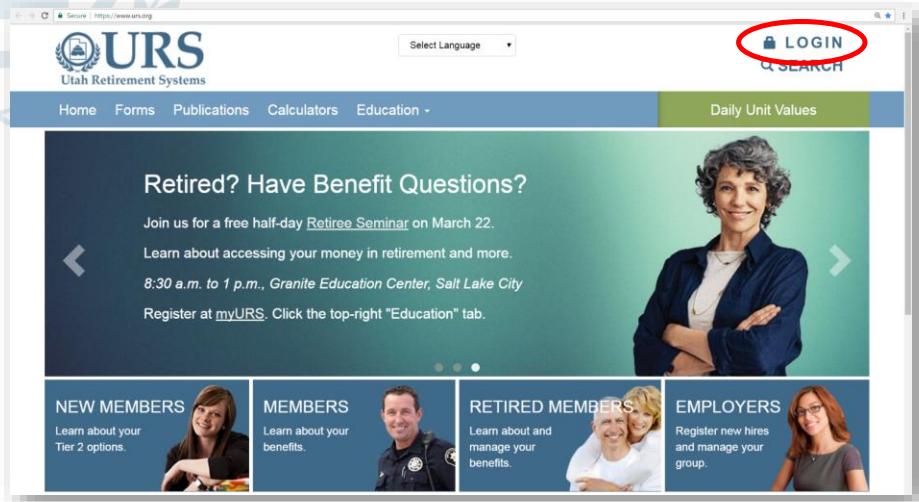 Secure | https://www.urs.org
URS
Utah Retirement Systems
Select Language
LOGIN
SEARCH
Home Forms Publications Calculators Education
Daily Unit Values
Retired? Have Benefit Questions?
Join us for a free half-day Retiree Seminar on March 22.
Learn about accessing your money in retirement and more.
8:30 a.m. to 1 p.m., Granite Education Center, Salt Lake City
Register at myURS. Click the top-right "Education" tab.
NEW MEMBERS
Learn about your
Tier 2 options.
MEMBERS
Learn about your
benefits.
RETIRED MEMBERS
Learn about and
manage your
benefits.
EMPLOYERS
Register new hires
and manage your
group.